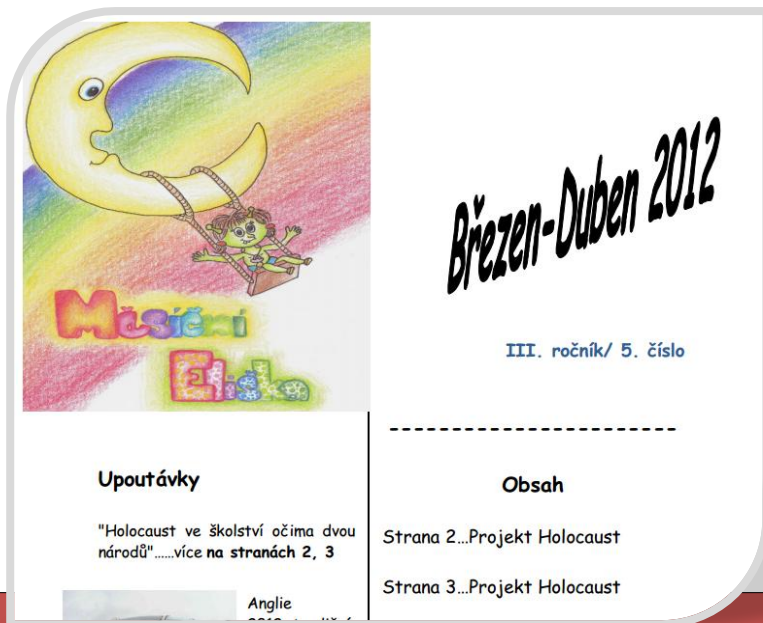 Měsíční
Eliška
Březen-Duben 2012
III. ročník/ 5. číslo
------------------------
Upoutávky
"Holocaust ve školství očima dvou
národů"......více na stranách 2, 3
Anglie
Obsah
Strana 2...Projekt Holocaust
Strana 3...Projekt Holocaust